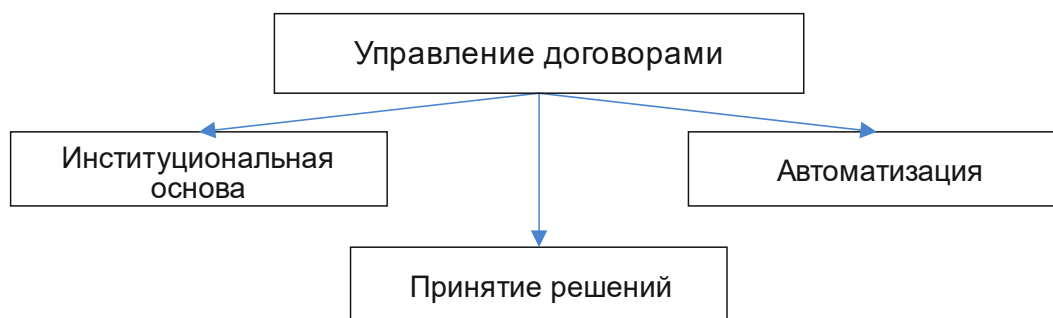 Управление договорами
Институциональная
основа
Автоматизация
Принятие решений